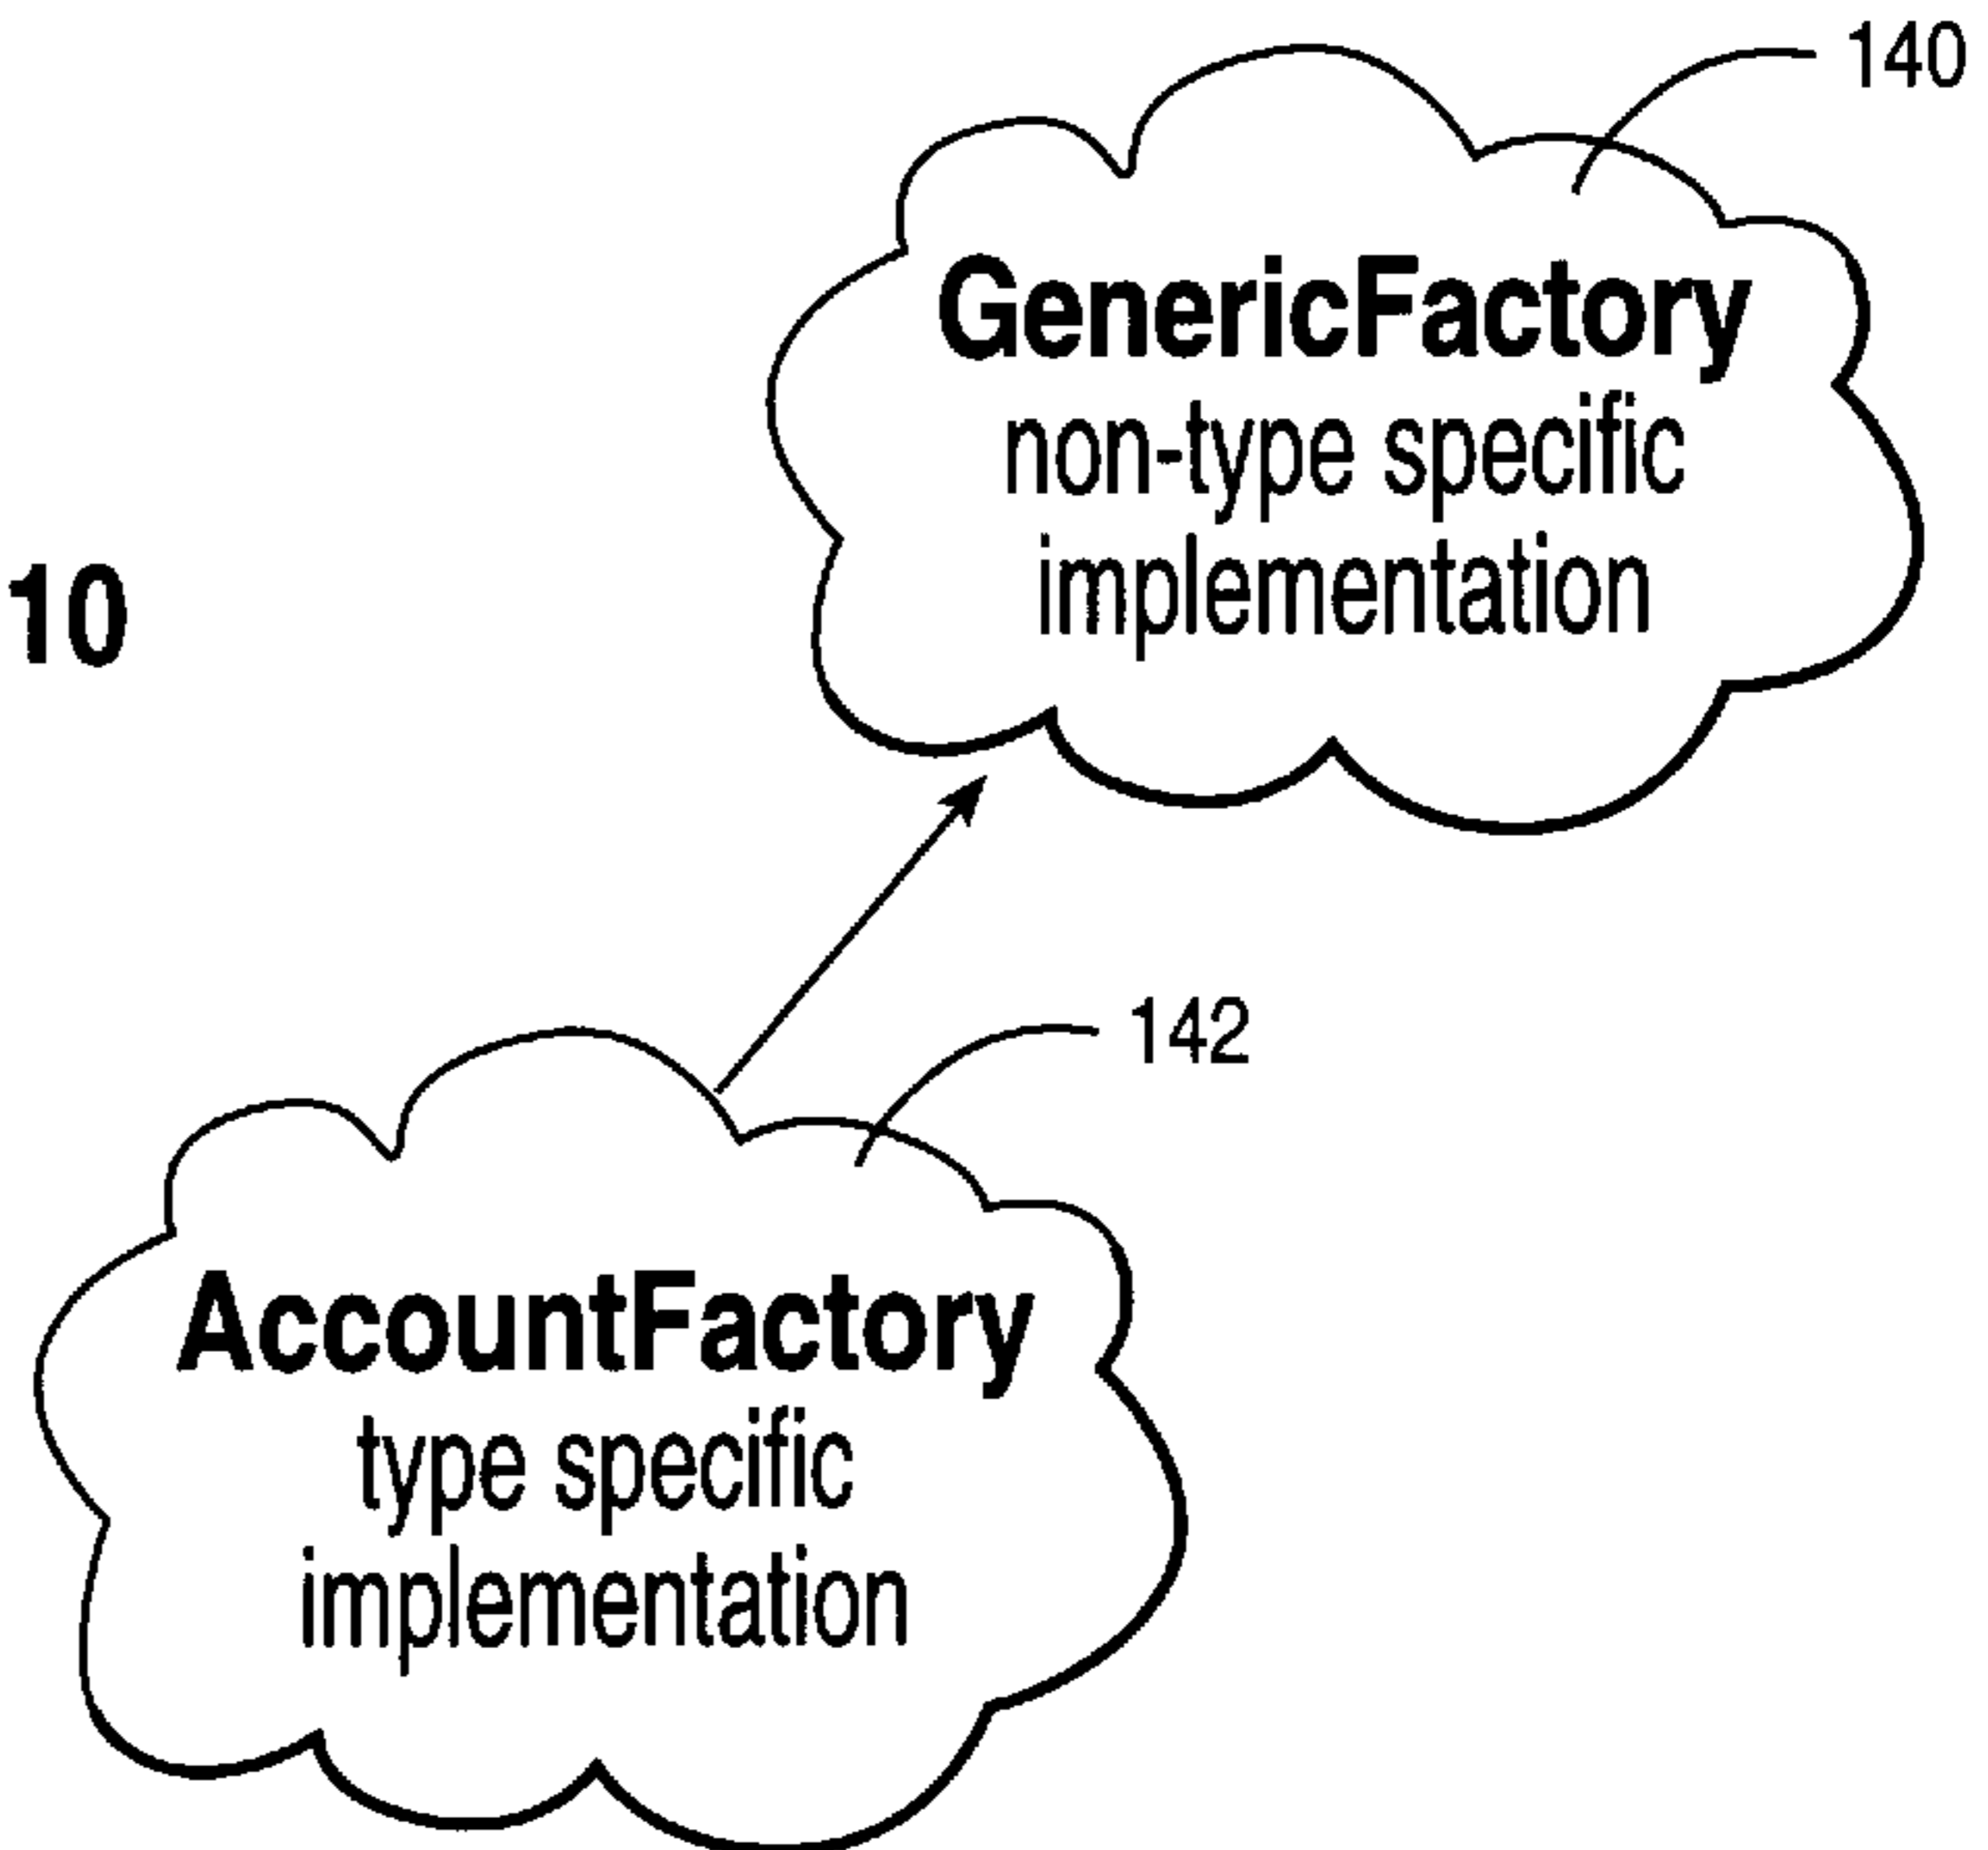 140
GenericFactory
non-type specific
implementation
10
142
AccountFactory
type specific
implementation